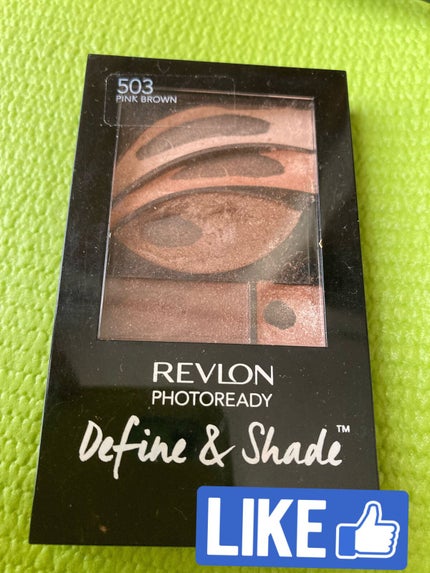 503
PINK BROWN
REVLON
PHOTOREADY
Define & Shade™
LIKE